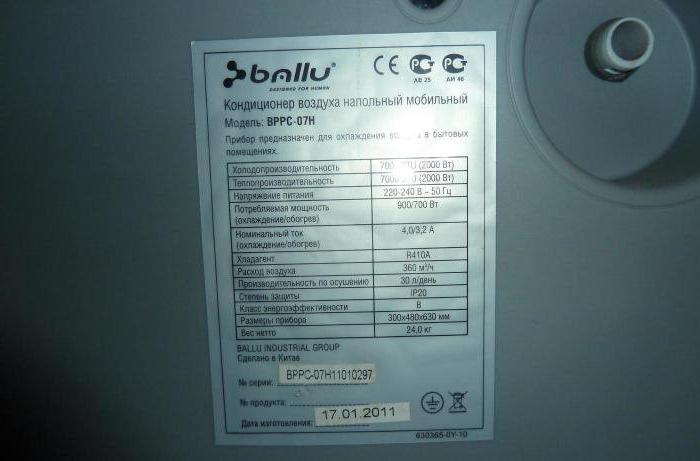 ballu
DESIGNED FOR HUMAN
CE PG PG
AE 25 АИ 46
Кондиционер воздуха напольный мобильный
Модель: BPPC-07H
Прибор предназначен для охлаждения в бытовых
помещениях.
Холодопроизводительность (2000 Вт)
Теплопроизводительность (2000 Вт)
Напряжение питания 220-240 В – 50 Гц
Потребляемая мощность 900/700 Вт
(охлаждение/обогрев)
Номинальный ток 4,0/3,2 А
(охлаждение/обогрев)
Хладагент R410A
Расход воздуха 360 м³/ч
Производительность по осушению 30 л/день
Степень защиты IP20
Класс энергоэффективности B
Размеры прибора 300х480х630 мм
Вес нетто 24,0 кг
BALLU INDUSTRIAL GROUP
Сделано в Китае
№ серии: BPPC-07H11010297
№ продукта:
Дата изготовления: 17.01.2011
630365-0Y-10